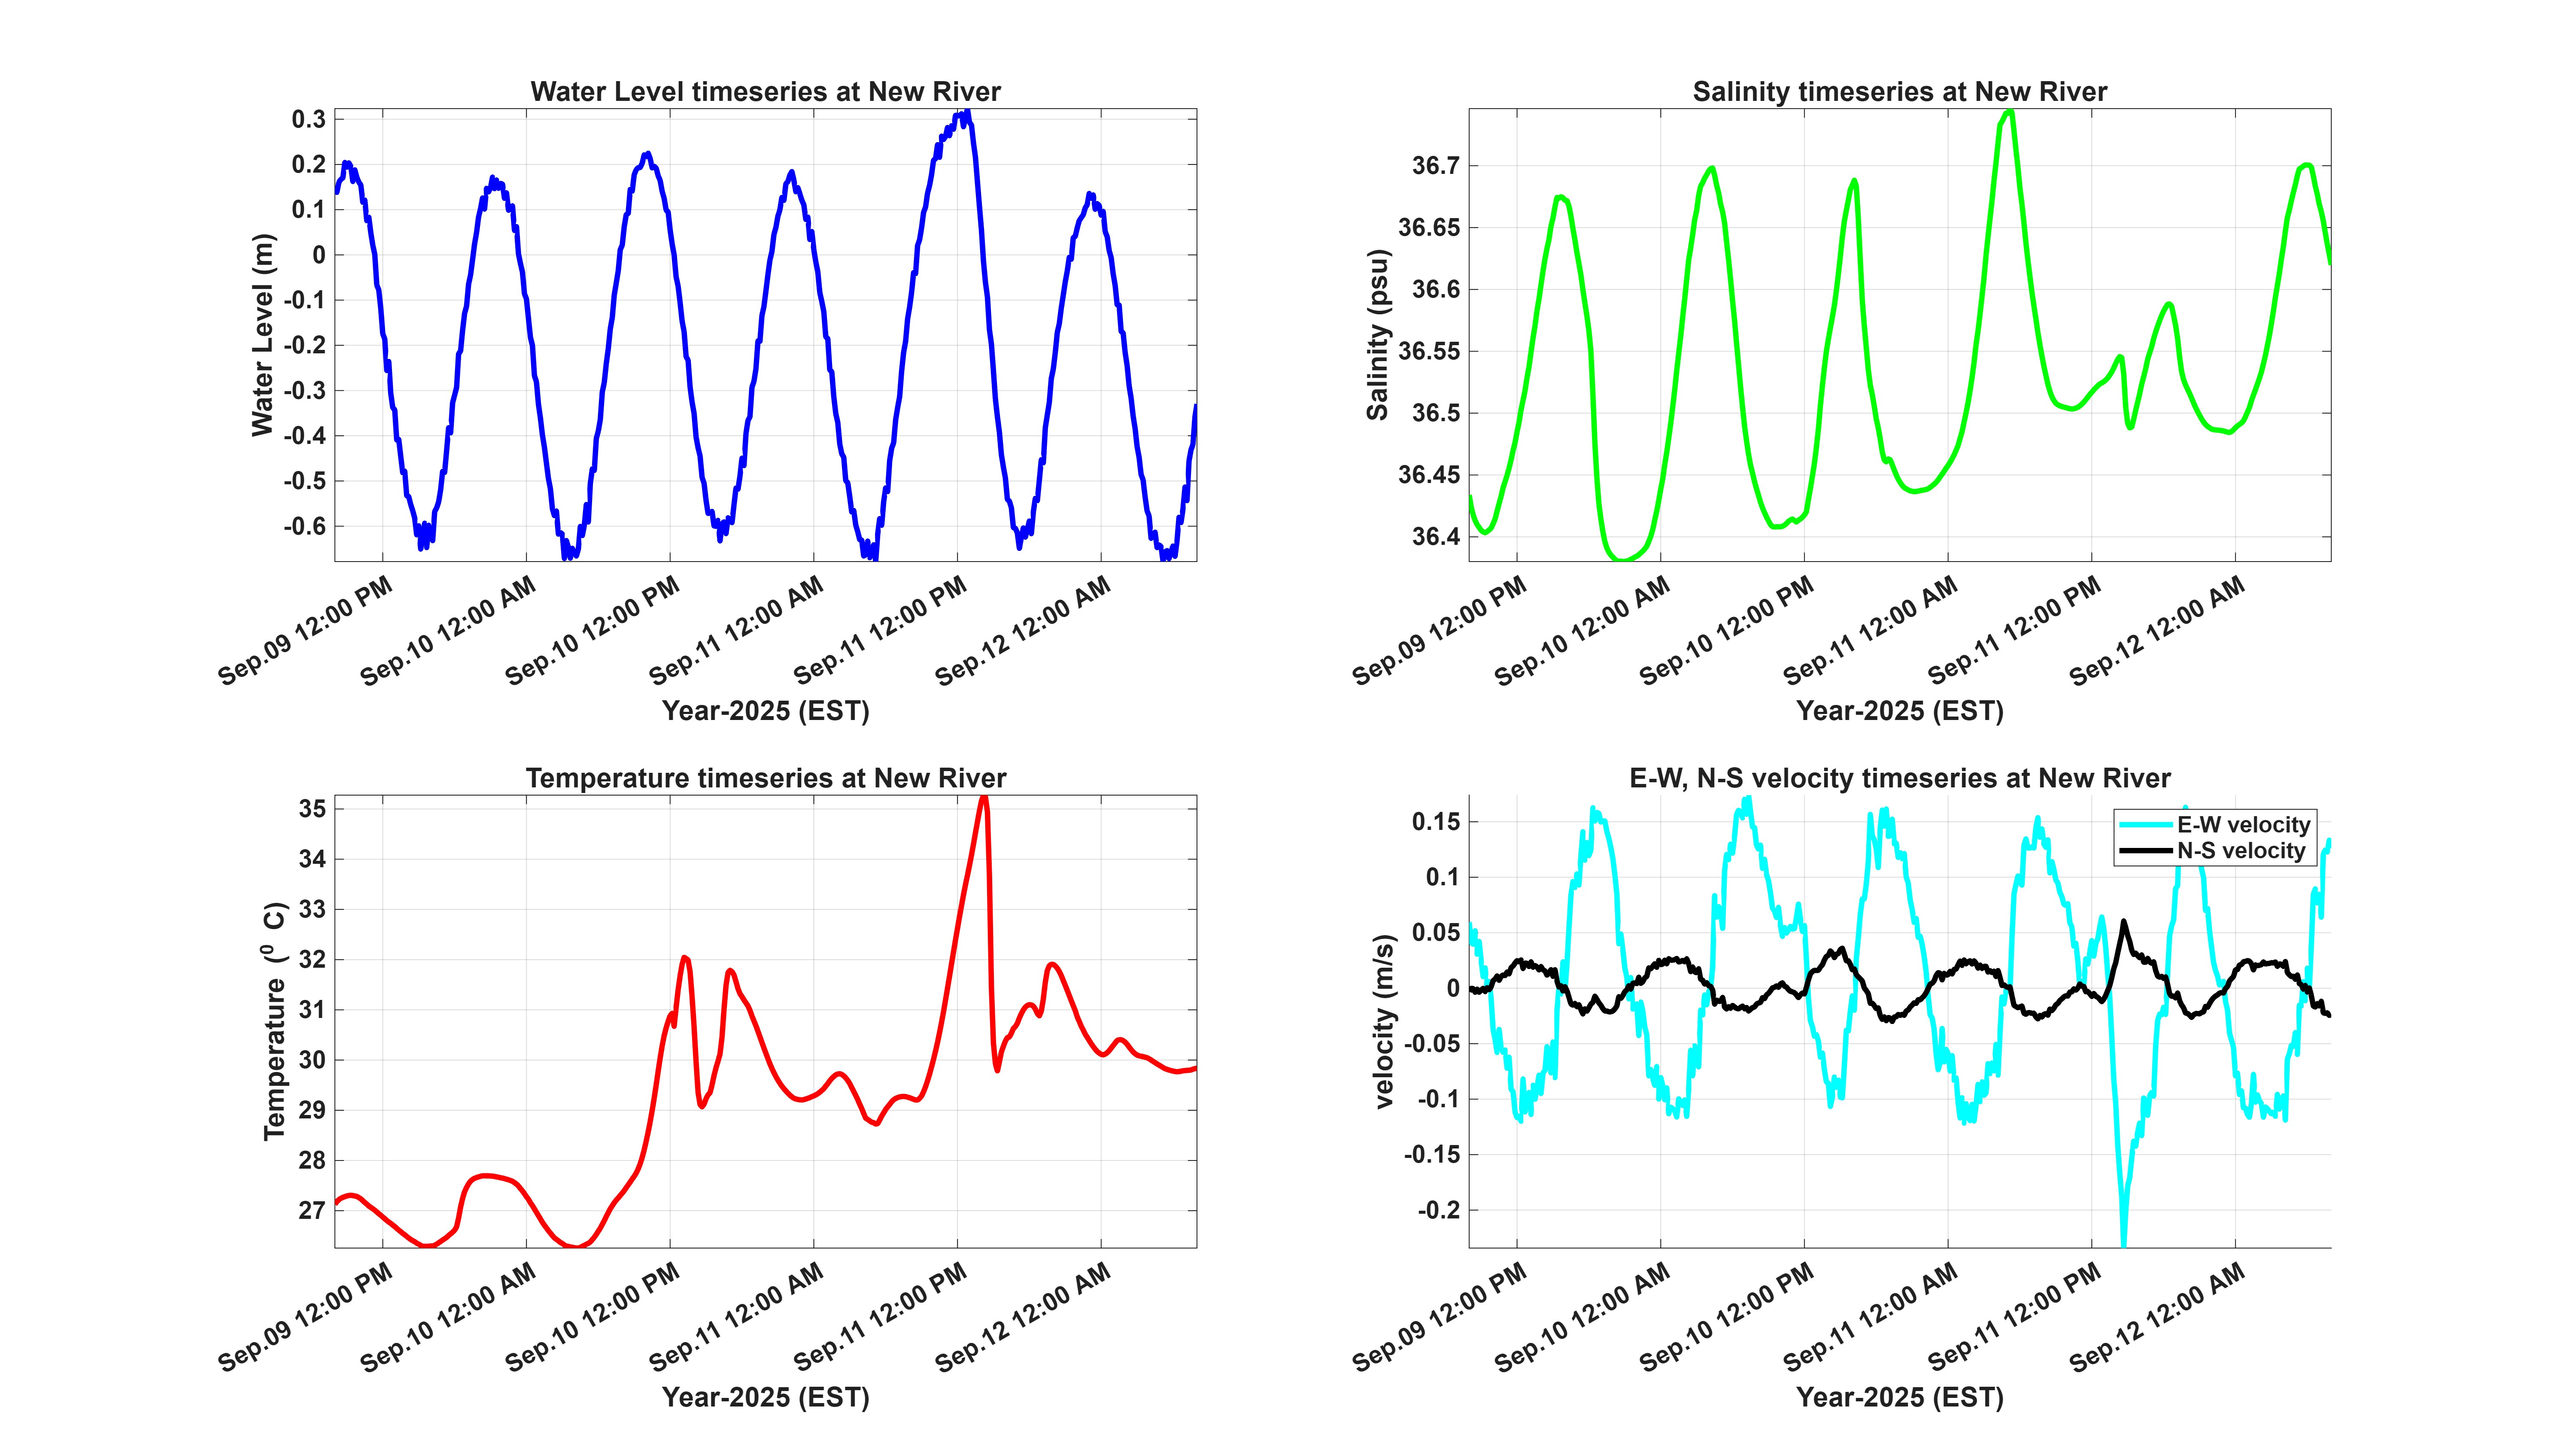 Water Level timeseries at New River
Water Level (m)
0.3
0.2
0.1
0
-0.1
-0.2
-0.3
-0.4
-0.5
-0.6
Sep.09 12:00 PM
Sep.10 12:00 AM
Sep.10 12:00 PM
Sep.11 12:00 AM
Sep.11 12:00 PM
Sep.12 12:00 AM
Year-2025 (EST)
Salinity timeseries at New River
Salinity (psu)
36.7
36.65
36.6
36.55
36.5
36.45
36.4
Sep.09 12:00 PM
Sep.10 12:00 AM
Sep.10 12:00 PM
Sep.11 12:00 AM
Sep.11 12:00 PM
Sep.12 12:00 AM
Year-2025 (EST)
Temperature timeseries at New River
Temperature (⁰ C)
35
34
33
32
31
30
29
28
27
Sep.09 12:00 PM
Sep.10 12:00 AM
Sep.10 12:00 PM
Sep.11 12:00 AM
Sep.11 12:00 PM
Sep.12 12:00 AM
Year-2025 (EST)
E-W, N-S velocity timeseries at New River
velocity (m/s)
0.15
0.1
0.05
0
-0.05
-0.1
-0.15
-0.2
E-W velocity
N-S velocity
Sep.09 12:00 PM
Sep.10 12:00 AM
Sep.10 12:00 PM
Sep.11 12:00 AM
Sep.11 12:00 PM
Sep.12 12:00 AM
Year-2025 (EST)